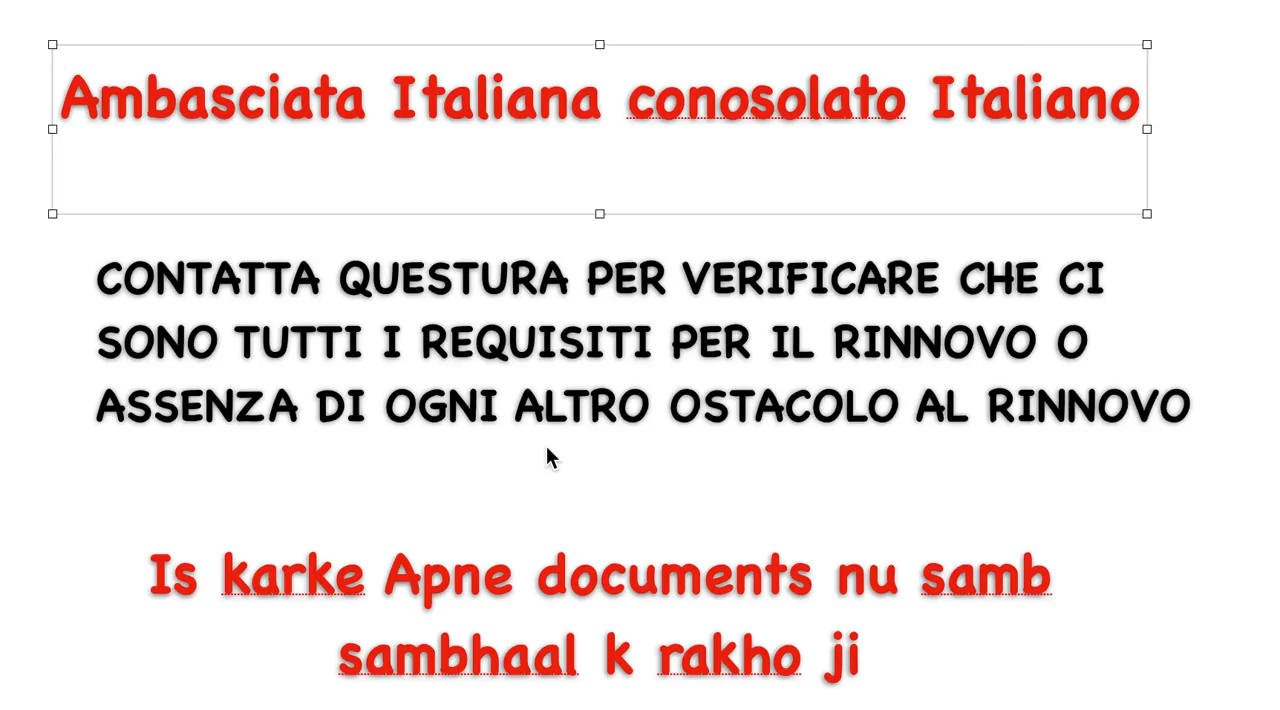 Ambasciata Italiana conosolato Italiano
CONTATTA QUESTURA PER VERIFICARE CHE CI
SONO TUTTI I REQUISITI PER IL RINNOVO O
ASSENZA DI OGNI ALTRO OSTACOLO AL RINNOVO
Is karke Apne documents nu samb
sambhaal k rakho ji